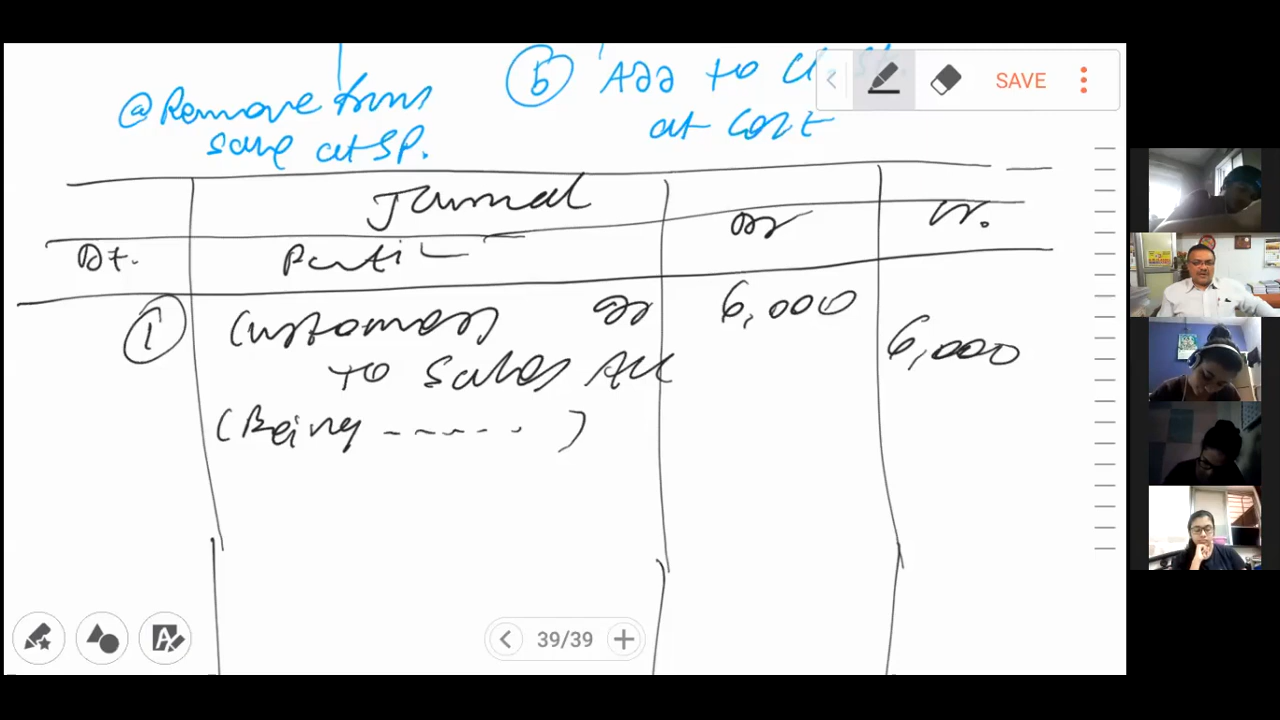 (a) Remove from
sale at SP.
(b) Add to
at cost
SAVE
Journal
Dr
Cr.
Dt.
(1) Customers Dr 6,000
To Sales A/c 6,000
(Being ------ )
39/39